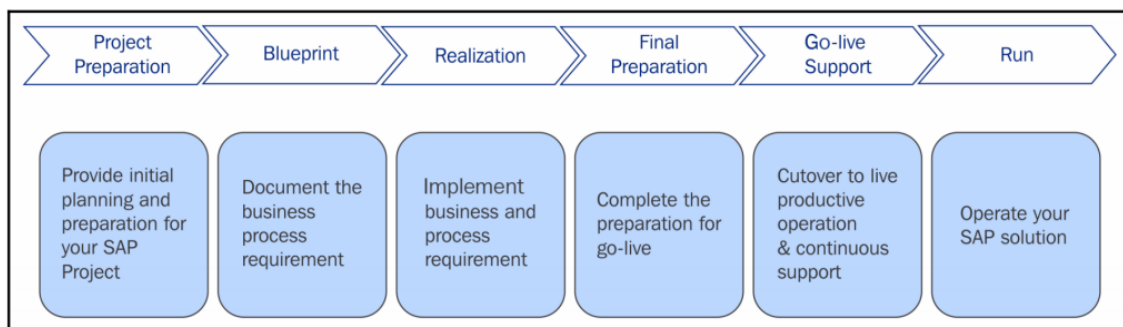 Project
Preparation
Blueprint
Realization
Final
Preparation
Go-live
Support
Run
Provide initial
planning and
preparation for
your SAP
Project
Document the
business
process
requirement
Implement
business and
process
requirement
Complete the
preparation for
go-live
Cutover to live
productive
operation
& continuous
support
Operate your
SAP solution